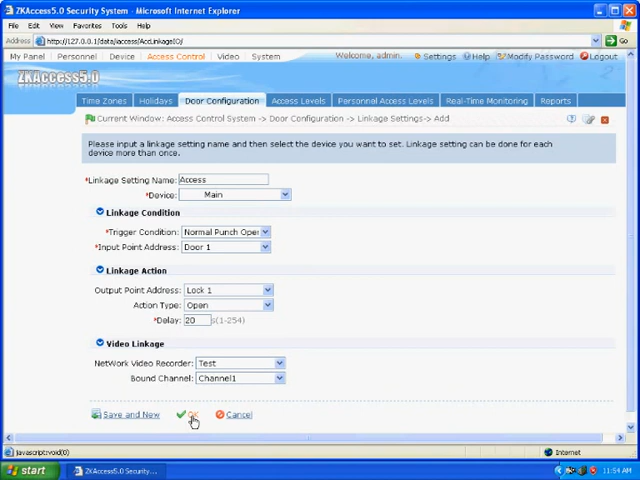 ZKAccess5.0 Security System - Microsoft Internet Explorer
File Edit View Favorites Tools Help
Address http://127.0.0.1/data/iaccess/AccLinkageIO/ Go
My Panel Personnel Device Access Control Video System Welcome, admin. Settings Help Modify Password Logout
ZKAccess5.0
Time Zones Holidays Door Configuration Access Levels Personnel Access Levels Real-Time Monitoring Reports
Current Window: Access Control System -> Door Configuration -> Linkage Settings-> Add
Please input a linkage setting name and then select the device you want to set. Linkage setting can be done for each
device more than once.
*Linkage Setting Name: Access
*Device: Main
Linkage Condition
*Trigger Condition: Normal Punch Oper
*Input Point Address: Door 1
Linkage Action
Output Point Address: Lock 1
Action Type: Open
*Delay: 20 s(1-254)
Video Linkage
NetWork Video Recorder: Test
Bound Channel: Channel1
Save and New OK Cancel
javascript:void(0) Internet
start ZKAccess5.0 Security... 11:54 AM